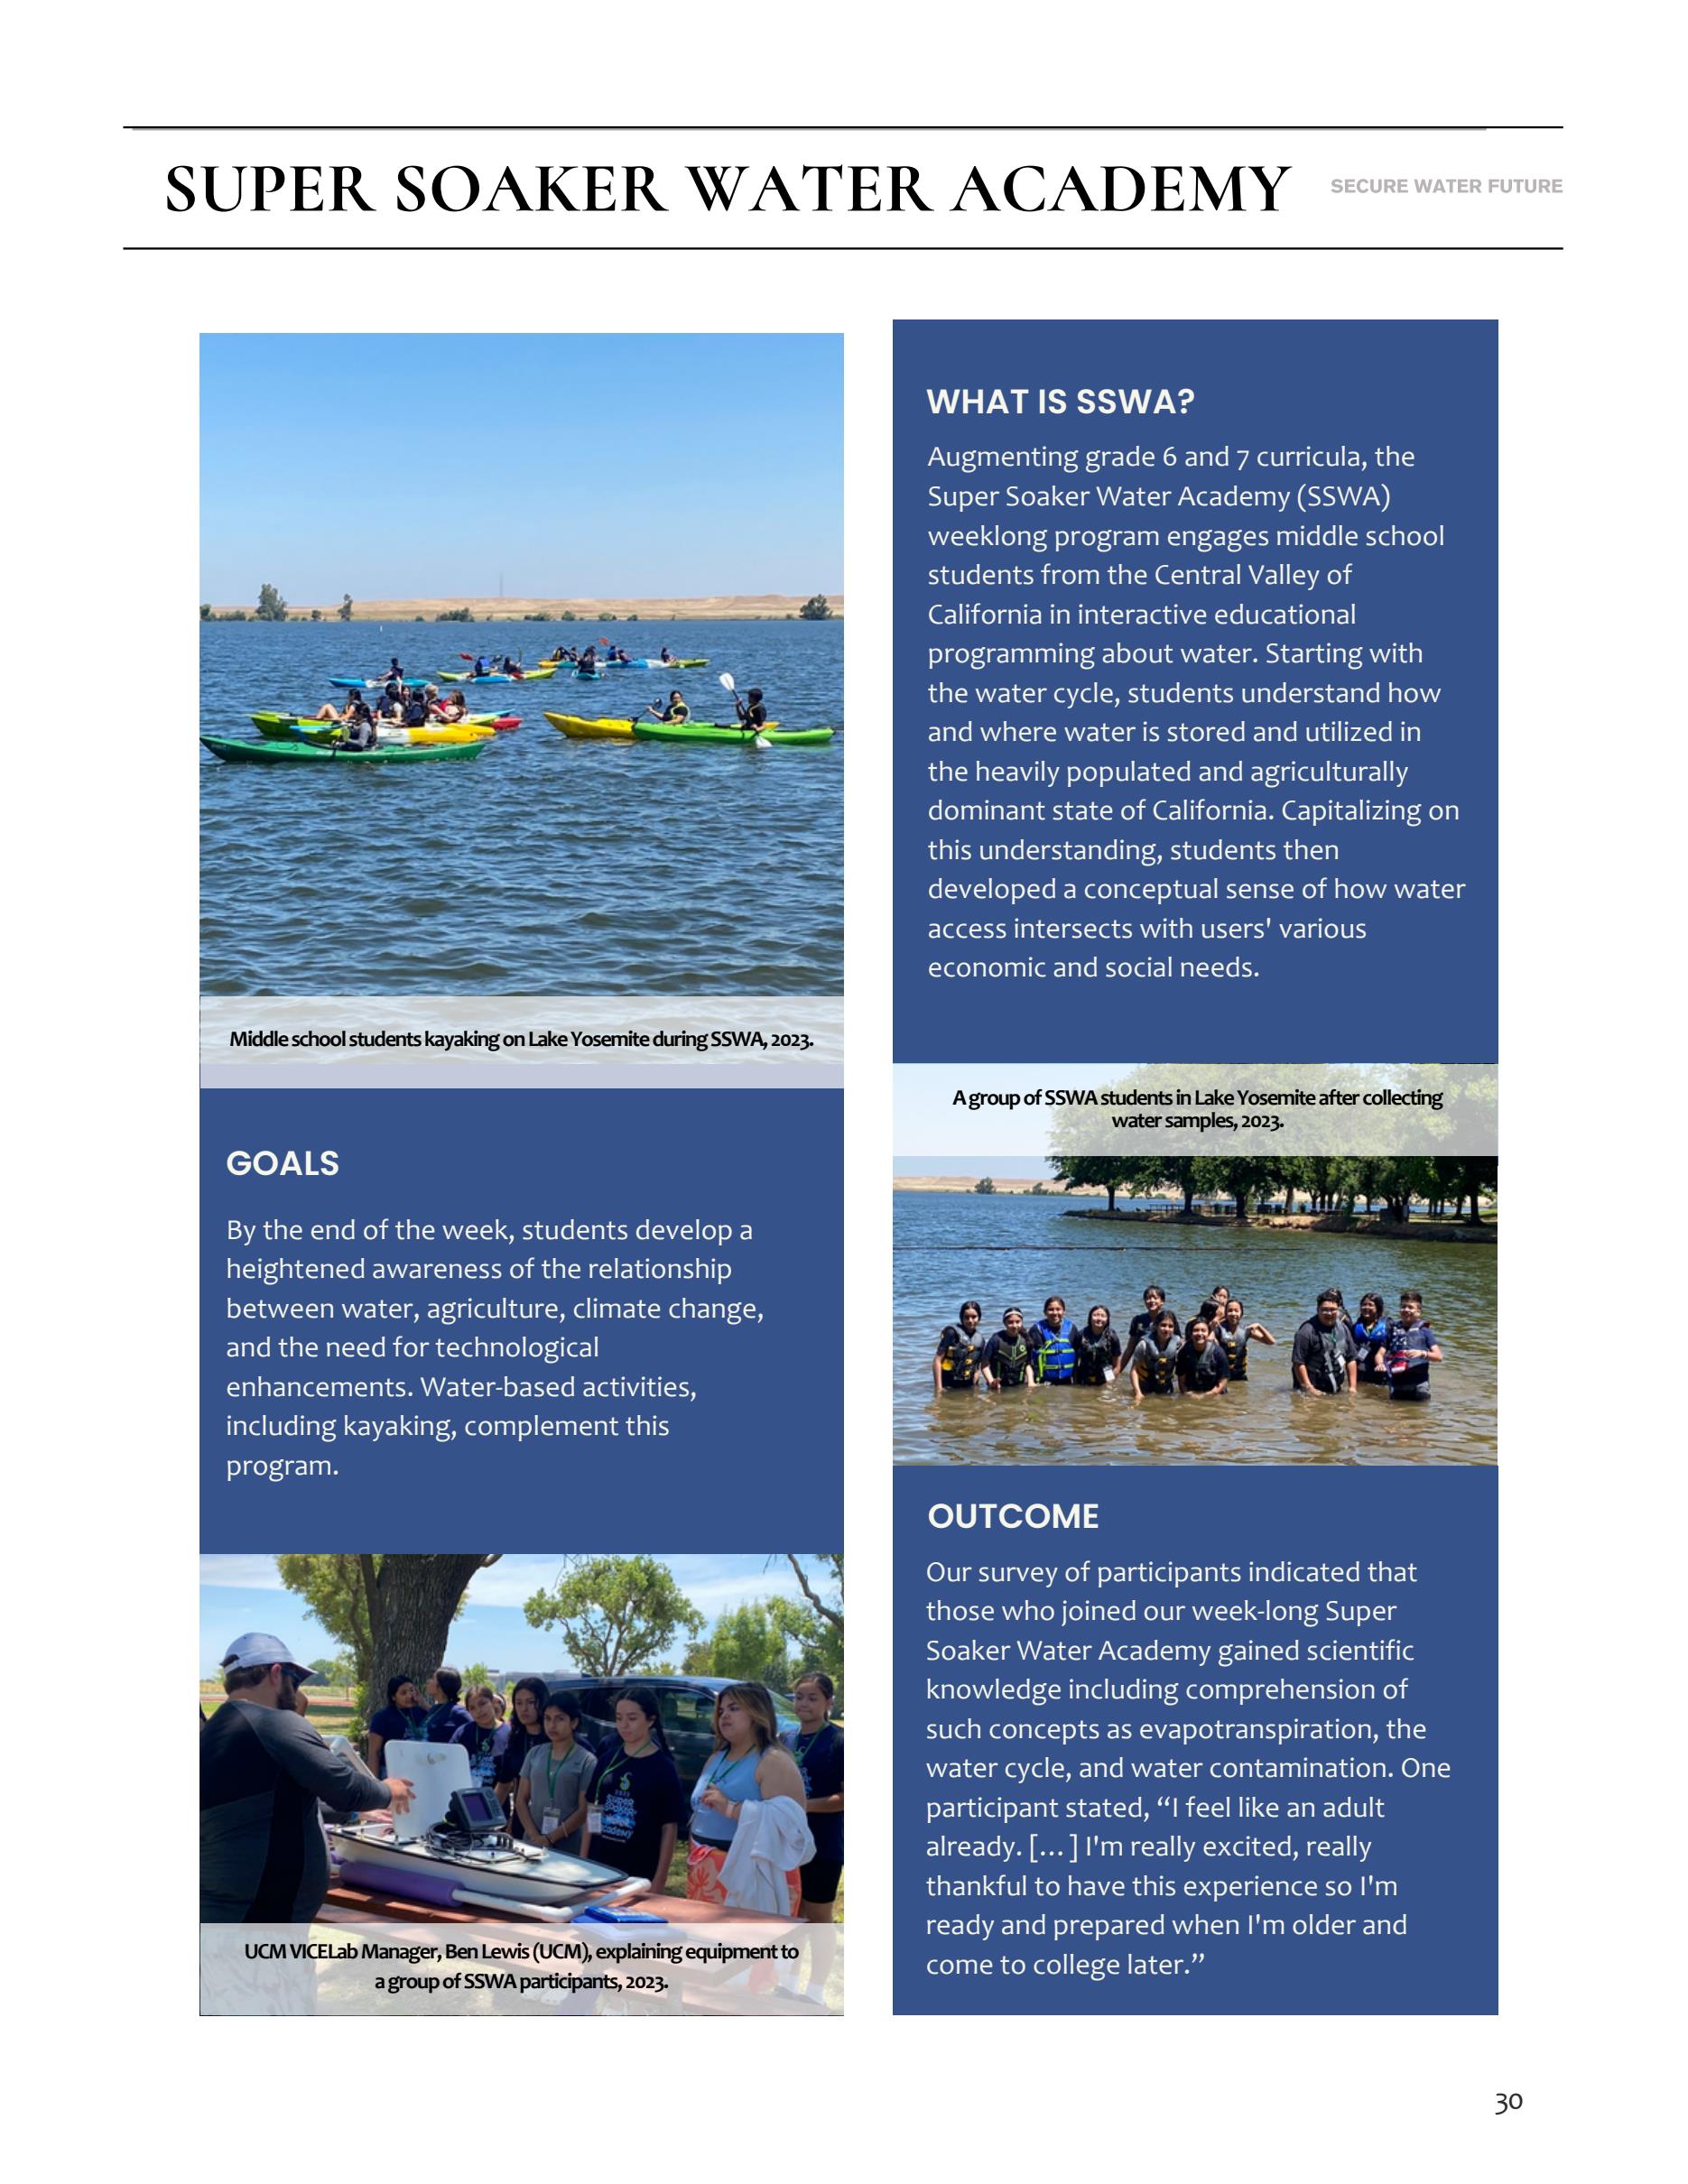 SUPER SOAKER WATER ACADEMY
SECURE WATER FUTURE
Middle school students kayaking on Lake Yosemite during SSWA, 2023.
GOALS
By the end of the week, students develop a
heightened awareness of the relationship
between water, agriculture, climate change,
and the need for technological
enhancements. Water-based activities,
including kayaking, complement this
program.
SUPER
SOAKER
WATER
ACADEMY
UCM VICELab Manager, Ben Lewis (UCM), explaining equipment to
a group of SSWA participants, 2023.
WHAT IS SSWA?
Augmenting grade 6 and 7 curricula, the
Super Soaker Water Academy (SSWA)
weeklong program engages middle school
students from the Central Valley of
California in interactive educational
programming about water. Starting with
the water cycle, students understand how
and where water is stored and utilized in
the heavily populated and agriculturally
dominant state of California. Capitalizing on
this understanding, students then
developed a conceptual sense of how water
access intersects with users' various
economic and social needs.
A group of SSWA students in Lake Yosemite after collecting
water samples, 2023.
OUTCOME
Our survey of participants indicated that
those who joined our week-long Super
Soaker Water Academy gained scientific
knowledge including comprehension of
such concepts as evapotranspiration, the
water cycle, and water contamination. One
participant stated, “I feel like an adult
already. […] I'm really excited, really
thankful to have this experience so I'm
ready and prepared when I'm older and
come to college later.”
30